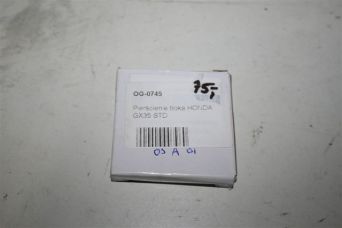 75,-
OG-0745
Pierścienie tłoka HONDA
GX35 STD
03 A 01